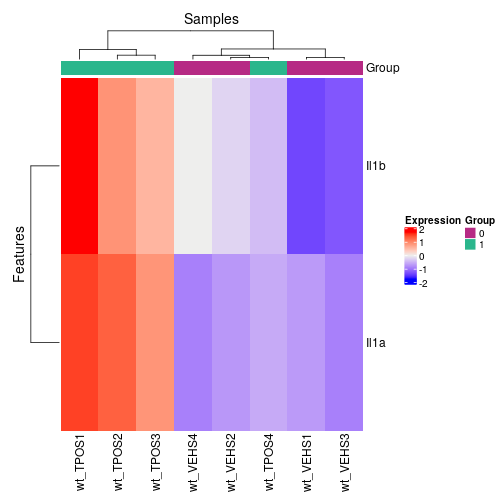 Samples
Group
Il1b
Il1a
Features
Expression
2
1
0
-1
-2
Group
0
1
wt_TPOS1
wt_TPOS2
wt_TPOS3
wt_VEHS4
wt_VEHS2
wt_TPOS4
wt_VEHS1
wt_VEHS3